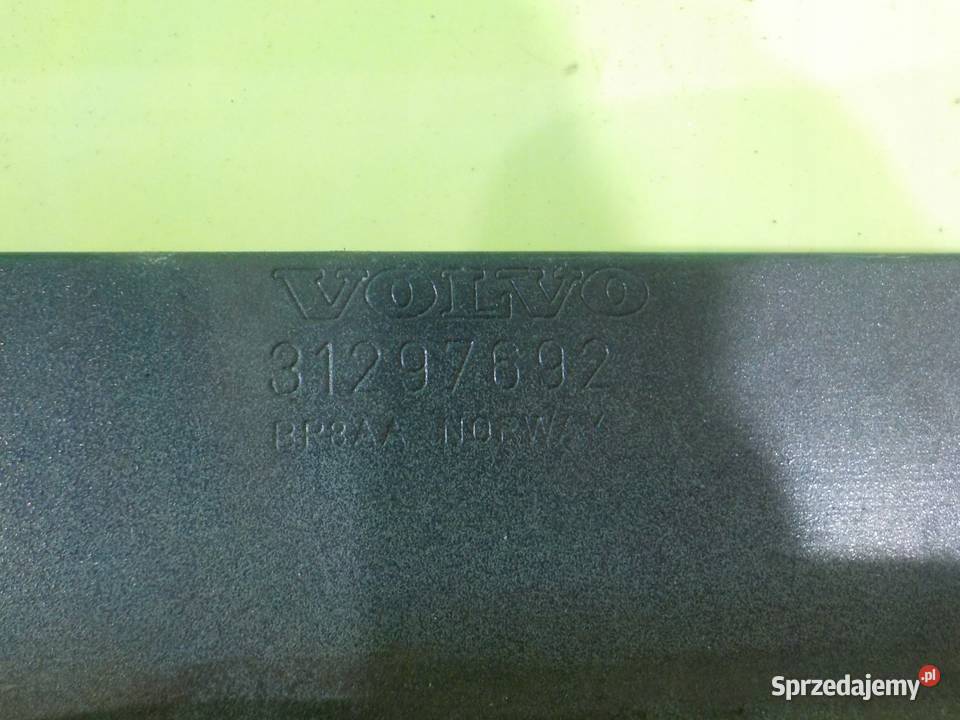 VOLVO
31297692
BP8AA NORWAY
Sprzedajemy.pl